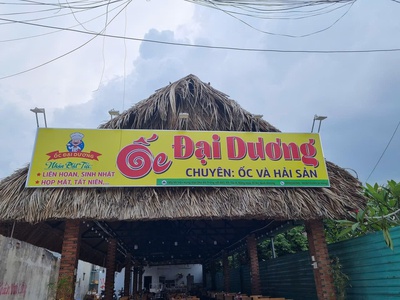 ỐC ĐẠI DƯƠNG
Nhận Đặt Tiệc
• LIÊN HOAN, SINH NHẬT
• HỌP MẶT, TẤT NIÊN,...
Ốc Đại Dương
CHUYÊN: ỐC VÀ HẢI SẢN